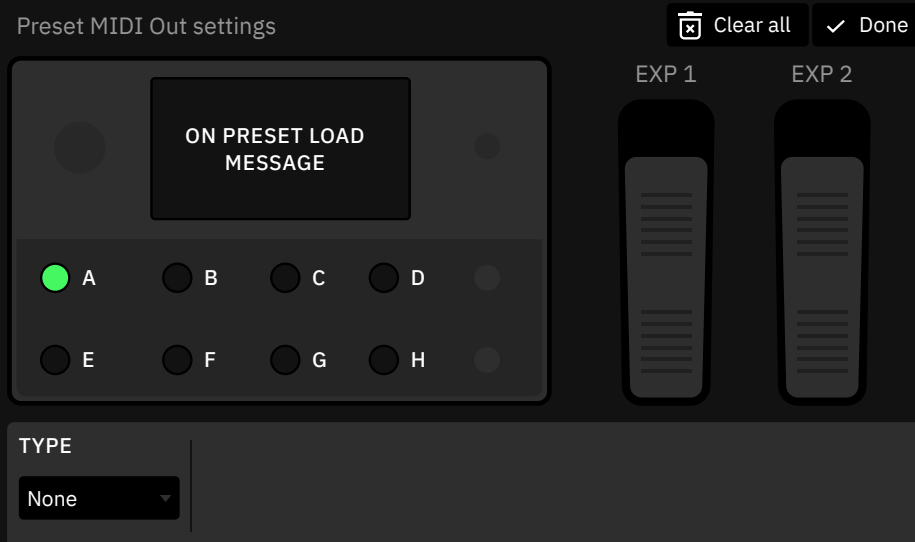 Preset MIDI Out settings
Clear all
Done
EXP 1
EXP 2
ON PRESET LOAD
MESSAGE
A
B
C
D
E
F
G
H
TYPE
None